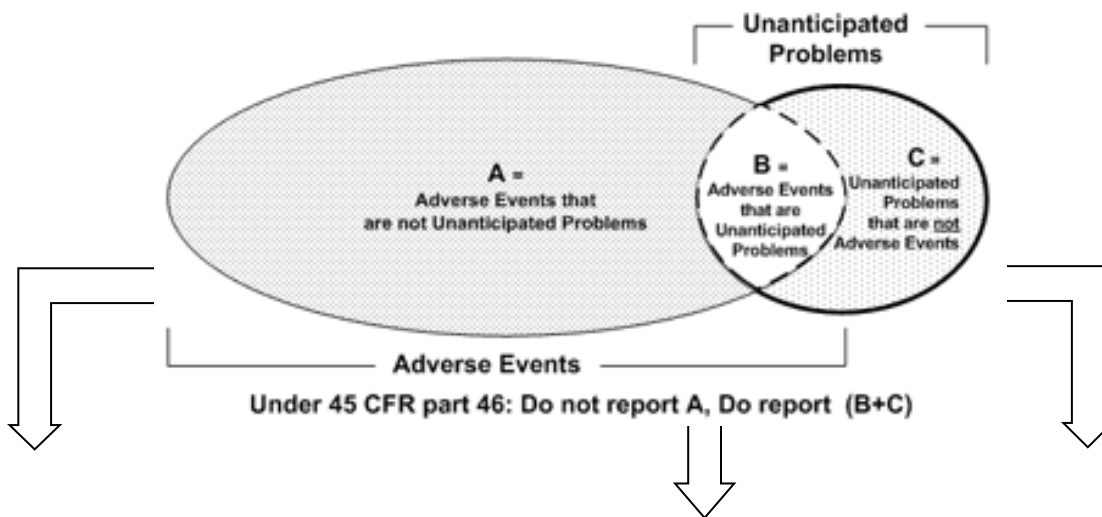 Unanticipated
Problems
A =
Adverse Events that
are not Unanticipated Problems
B =
Adverse Events
that are
Unanticipated
Problems
C =
Unanticipated
Problems
that are not
Adverse Events
Adverse Events
Under 45 CFR part 46: Do not report A, Do report (B+C)